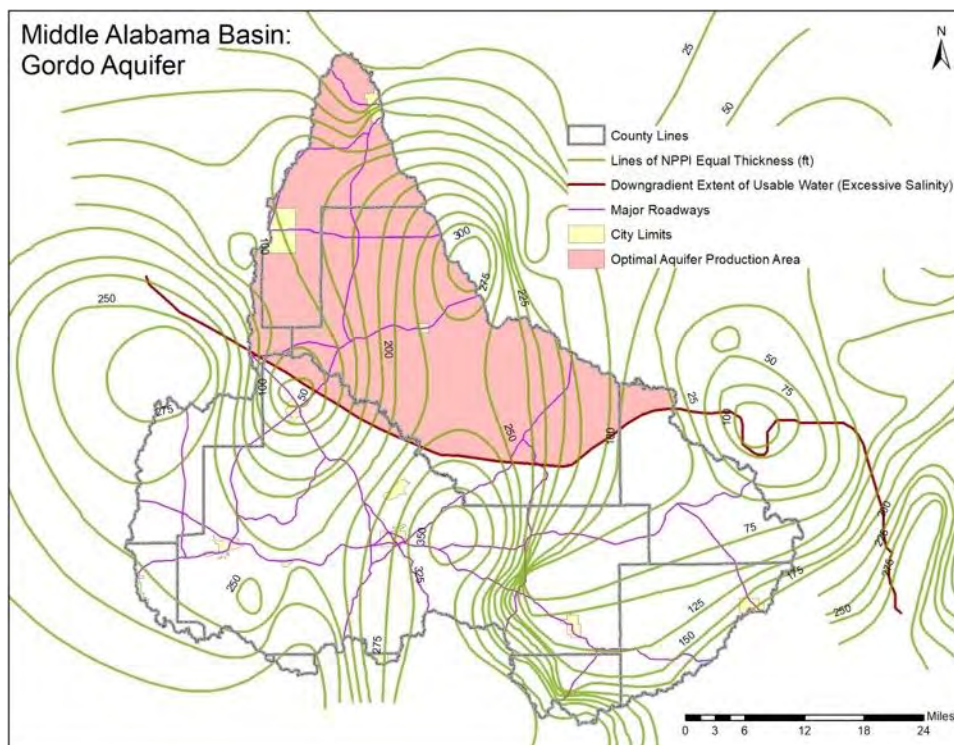 Middle Alabama Basin:
Gordo Aquifer
N
25
50
County Lines
Lines of NPPI Equal Thickness (ft)
Downgradient Extent of Usable Water (Excessive Salinity)
Major Roadways
City Limits
Optimal Aquifer Production Area
300
100
275
250
225
200
50
100
50
75
25
275
100
250
100
350
325
75
250
175
125
150
275
275
250
Miles
0 3 6 12 18 24